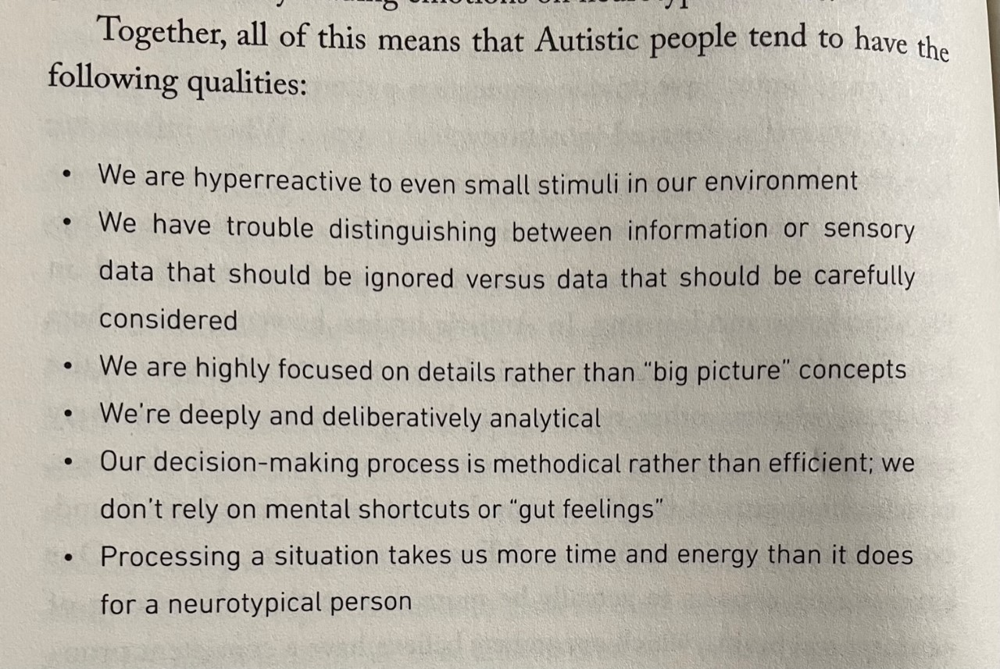 Together, all of this means that Autistic people tend to have the
following qualities:
• We are hyperreactive to even small stimuli in our environment
• We have trouble distinguishing between information or sensory
data that should be ignored versus data that should be carefully
considered
• We are highly focused on details rather than “big picture” concepts
• We're deeply and deliberatively analytical
• Our decision-making process is methodical rather than efficient; we
don't rely on mental shortcuts or “gut feelings”
• Processing a situation takes us more time and energy than it does
for a neurotypical person